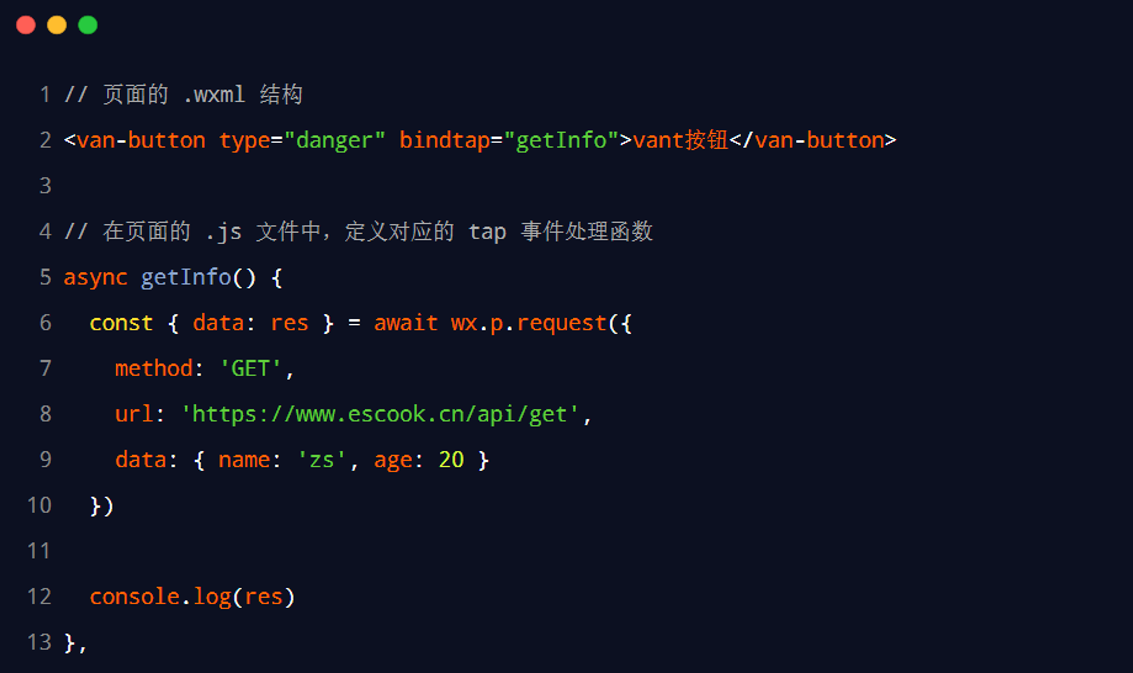 1 // 页面的 .wxml 结构
2 <van-button type="danger" bindtap="getInfo">vant按钮</van-button>
3
4 // 在页面的 .js 文件中，定义对应的 tap 事件处理函数
5 async getInfo() {
6   const { data: res } = await wx.p.request({
7     method: 'GET',
8     url: 'https://www.escook.cn/api/get',
9     data: { name: 'zs', age: 20 }
10   })
11
12   console.log(res)
13 },